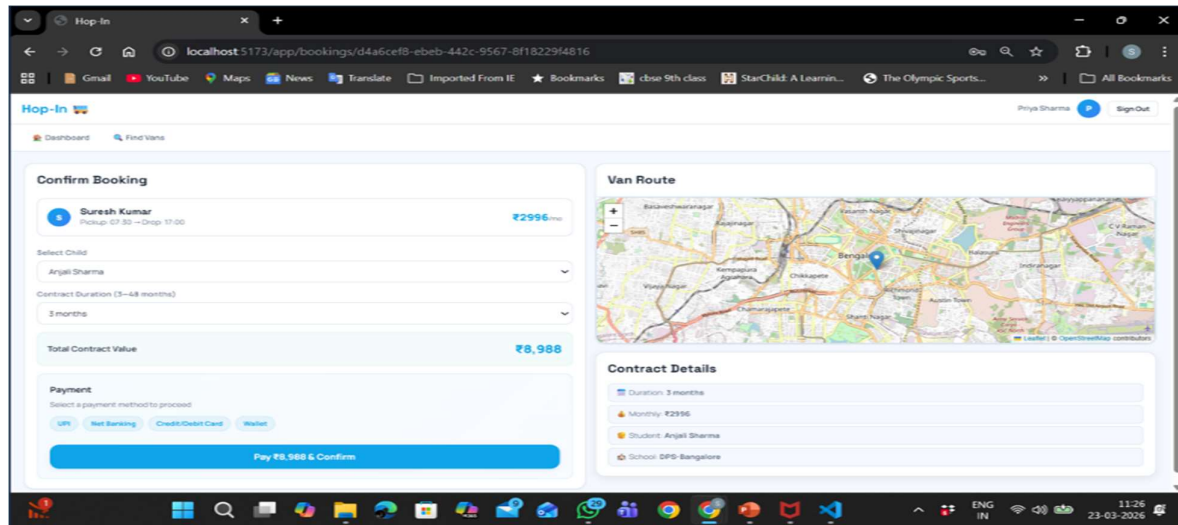 Hop-In
localhost:5173/app/bookings/d4a6cef8-ebeb-442c-9567-8f18229f4816
Gmail YouTube Maps News Translate Imported From IE Bookmarks cbse 9th class StarChild: A Learnin... The Olympic Sports... » All Bookmarks
Hop-In
Priya Sharma P Sign Out
Dashboard Find Vans
Confirm Booking
S Suresh Kumar
Pickup: 07:30 → Drop: 17:00
₹2996/mo
Select Child
Anjali Sharma
Contract Duration (3–48 months)
3 months
Total Contract Value ₹8,988
Payment
Select a payment method to proceed
UPI Net Banking Credit/Debit Card Wallet
Pay ₹8,988 & Confirm
Van Route
+
−
Basaveshwaranagar
Rajajinagar
Vasanth Nagar
Shivajinagar
C V Raman
Nagar
Halasuru
Indiranagar
Kempapura
Agrahara
Chikkapete
Vijaya Nagar
Richmond
Town
Austin Town
Chamarajapete
Shanti Nagar
Leaflet | © OpenStreetMap contributors
Contract Details
Duration: 3 months
Monthly: ₹2996
Student: Anjali Sharma
School: DPS-Bangalore
1
29
ENG
IN
11:26
23-03-2026